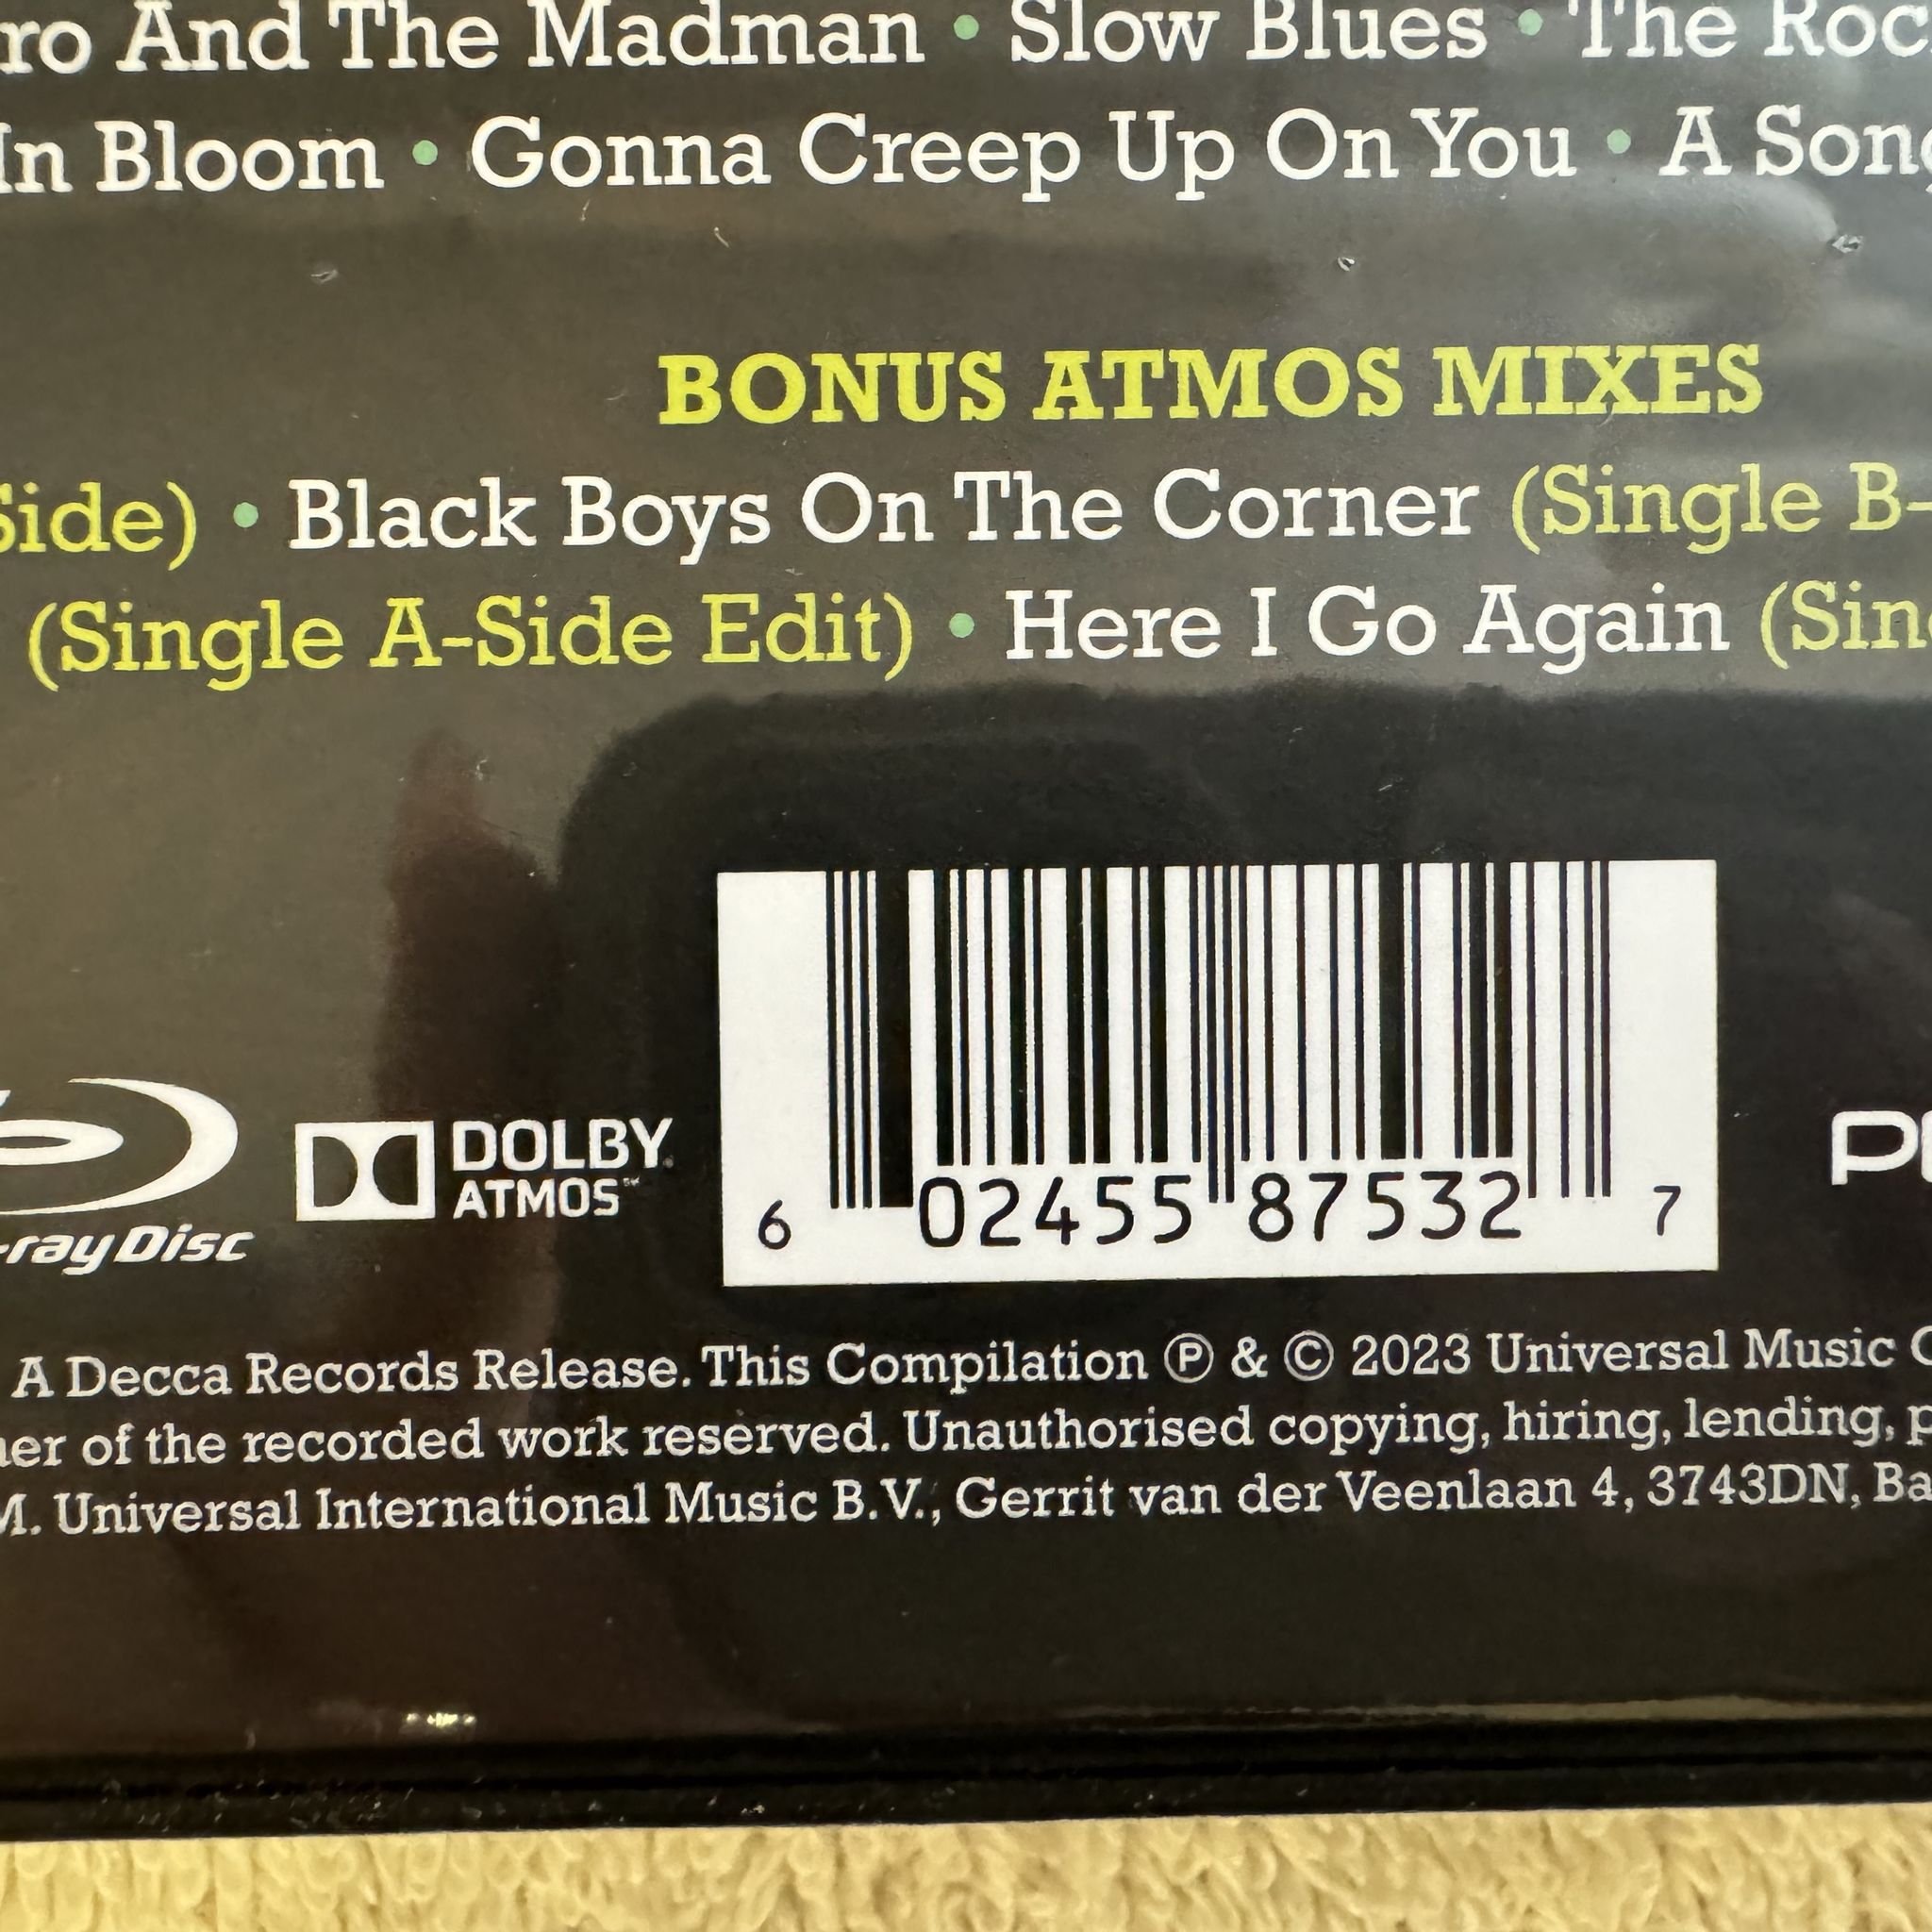 ro And The Madman • Slow Blues • The Roc
In Bloom • Gonna Creep Up On You • A Song
BONUS ATMOS MIXES
Side) • Black Boys On The Corner (Single B-
(Single A-Side Edit) • Here I Go Again (Sing
-ray Disc
DOLBY
ATMOS™
6 02455 87532 7
A Decca Records Release. This Compilation ℗ & © 2023 Universal Music
of the recorded work reserved. Unauthorised copying, hiring, lending, p
M. Universal International Music B.V., Gerrit van der Veenlaan 4, 3743DN, Ba